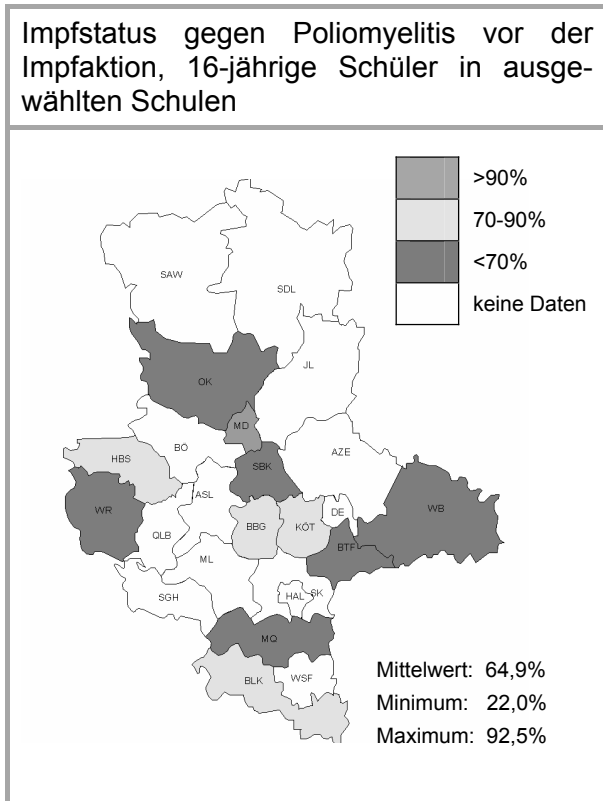 Impfstatus gegen Poliomyelitis vor der
Impfaktion, 16-jährige Schüler in ausge-
wählten Schulen
>90%
70-90%
<70%
keine Daten
SAW
SDL
OK
JL
MD
BÖ
HBS
AZE
SBK
ASL
WR
DE
WB
QLB
BBG
KÖT
BTF
ML
SGH
HAL
SK
MQ
BLK
WSF
Mittelwert: 64,9%
Minimum: 22,0%
Maximum: 92,5%